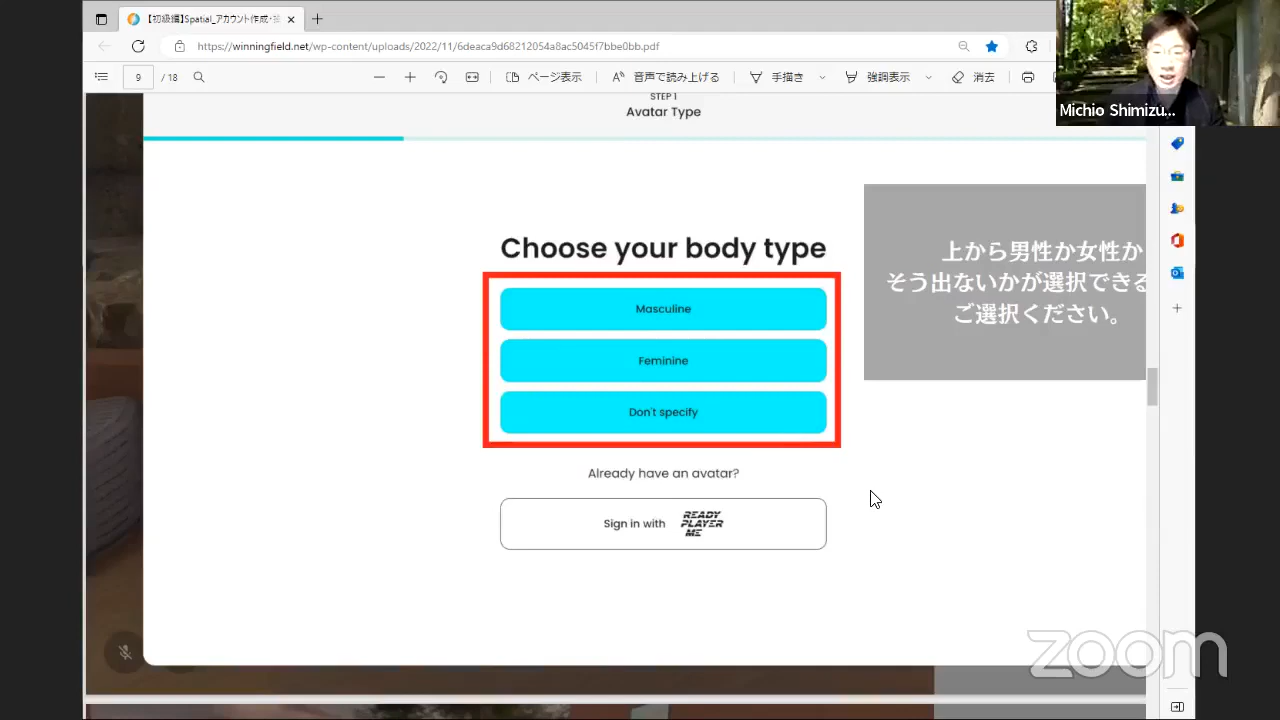 【初級編】Spatial_アカウント作成・初
https://winningfield.net/wp-content/uploads/2022/11/6deaca9d68212054a8ac5045f7bbe0bb.pdf
9 / 18
ページ表示
音声で読み上げる
手描き
強調表示
消去
Michio Shimizu...
STEP 1
Avatar Type
Choose your body type
Masculine
Feminine
Don't specify
上から男性か女性か
そう出ないかが選択できる
ご選択ください。
Already have an avatar?
Sign in with READY PLAYER ME
zoom